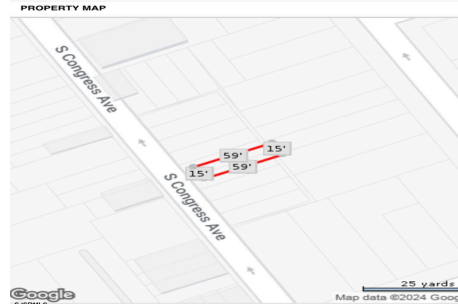 PROPERTY MAP
S Congress Ave
59'
15'
15'
59'
S Congress Ave
25 yards
Google
Map data ©2024 Goog